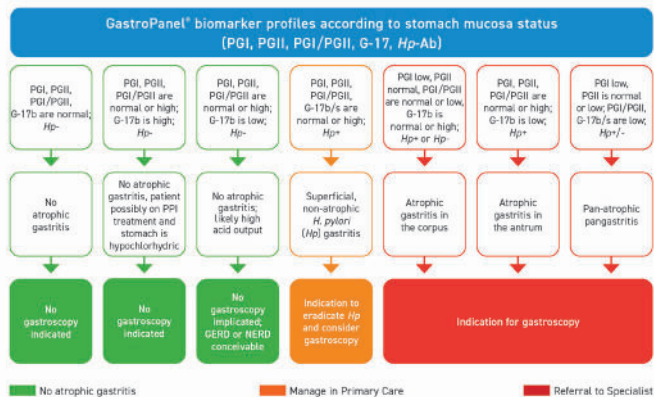 GastroPanel® biomarker profiles according to stomach mucosa status
(PGI, PGII, PGI/PGII, G-17, Hp-Ab)
PGI, PGII,
PGI/PGII,
G-17b are normal;
Hp-
PGI, PGII,
PGI/PGII are
normal or high;
G-17b is high;
Hp-
PGI, PGII,
PGI/PGII are
normal or high;
G-17b is low;
Hp-
PGI, PGII,
PGI/PGII,
G-17b/s are
normal or high;
Hp+
PGI low, PGII
normal, PGI/PGII
are normal or low,
G-17b is
normal or high;
Hp+ or Hp-
PGI, PGII,
PGI/PGII are
normal or high;
G-17b is low;
Hp+
PGI low,
PGII is normal
or low; PGI/PGII,
G-17b/s are low;
Hp+/-
No
atrophic
gastritis
No atrophic
gastritis, patient
possibly on PPI
treatment and
stomach is
hypochlorhydric
No
atrophic
gastritis;
likely high
acid output
Superficial,
non-atrophic
H. pylori
(Hp) gastritis
Atrophic
gastritis in
the corpus
Atrophic
gastritis in
the antrum
Pan-atrophic
pangastritis
No
gastroscopy
indicated
No
gastroscopy
indicated
No
gastroscopy
implicated;
GERD or NERD
conceivable
Indication to
eradicate Hp
and consider
gastroscopy
Indication for gastroscopy
No atrophic gastritis
Manage in Primary Care
Referral to Specialist